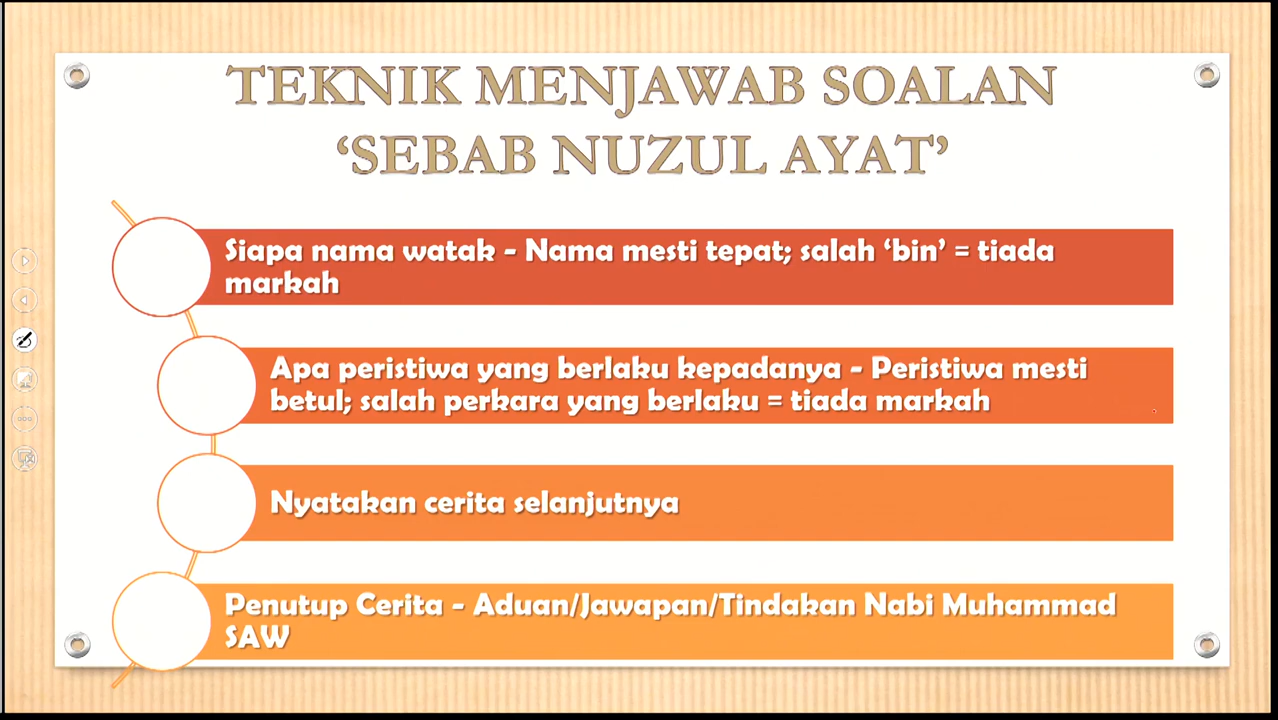 TEKNIK MENJAWAB SOALAN
‘SEBAB NUZUL AYAT’
Siapa nama watak - Nama mesti tepat; salah ‘bin’ = tiada
markah
Apa peristiwa yang berlaku kepadanya - Peristiwa mesti
betul; salah perkara yang berlaku = tiada markah
Nyatakan cerita selanjutnya
Penutup Cerita - Aduan/Jawapan/Tindakan Nabi Muhammad
SAW